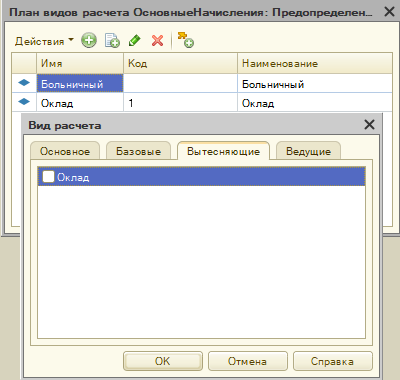 План видов расчета ОсновныеНачисления: Предопределен...
Действия
Имя Код Наименование
Больничный Больничный
Оклад 1 Оклад
Вид расчета
Основное Базовые Вытесняющие Ведущие
Оклад
ОК Отмена Справка